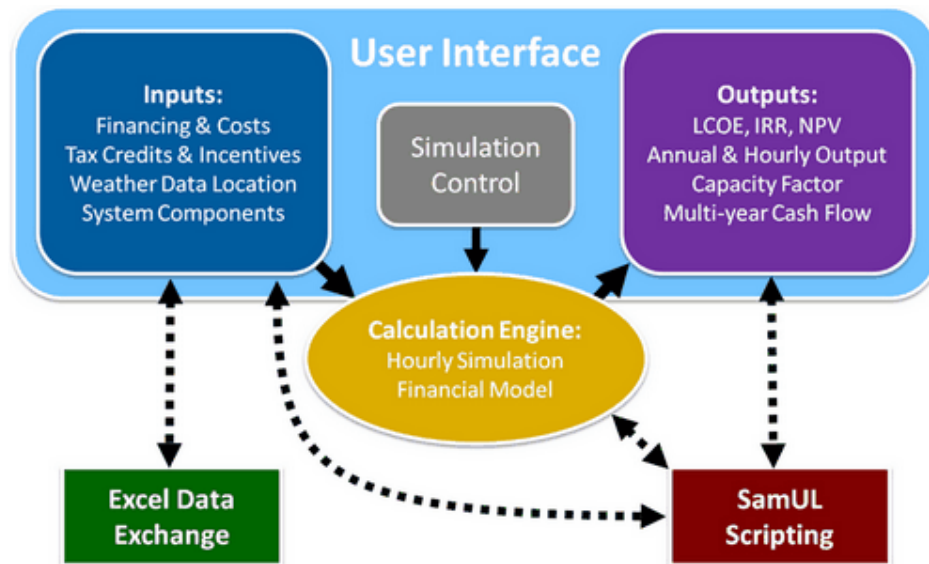 User Interface
Inputs:
Financing & Costs
Tax Credits & Incentives
Weather Data Location
System Components
Simulation
Control
Outputs:
LCOE, IRR, NPV
Annual & Hourly Output
Capacity Factor
Multi-year Cash Flow
Calculation Engine:
Hourly Simulation
Financial Model
Excel Data
Exchange
SamUL
Scripting